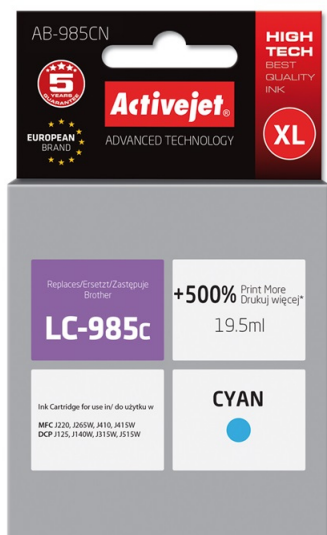 AB-985CN
HIGH
TECH
BEST
QUALITY
INK
5
YEARS
GUARANTEE
Activejet®
EUROPEAN
BRAND
ADVANCED TECHNOLOGY
XL
Replaces/Ersetzt/Zastępuje
Brother
LC-985c
+500% Print More
Drukuj więcej*
19.5ml
Ink Cartridge for use in/ do użytku w
MFC J220, J265W, J410, J415W
DCP J125, J140W, J315W, J515W
CYAN